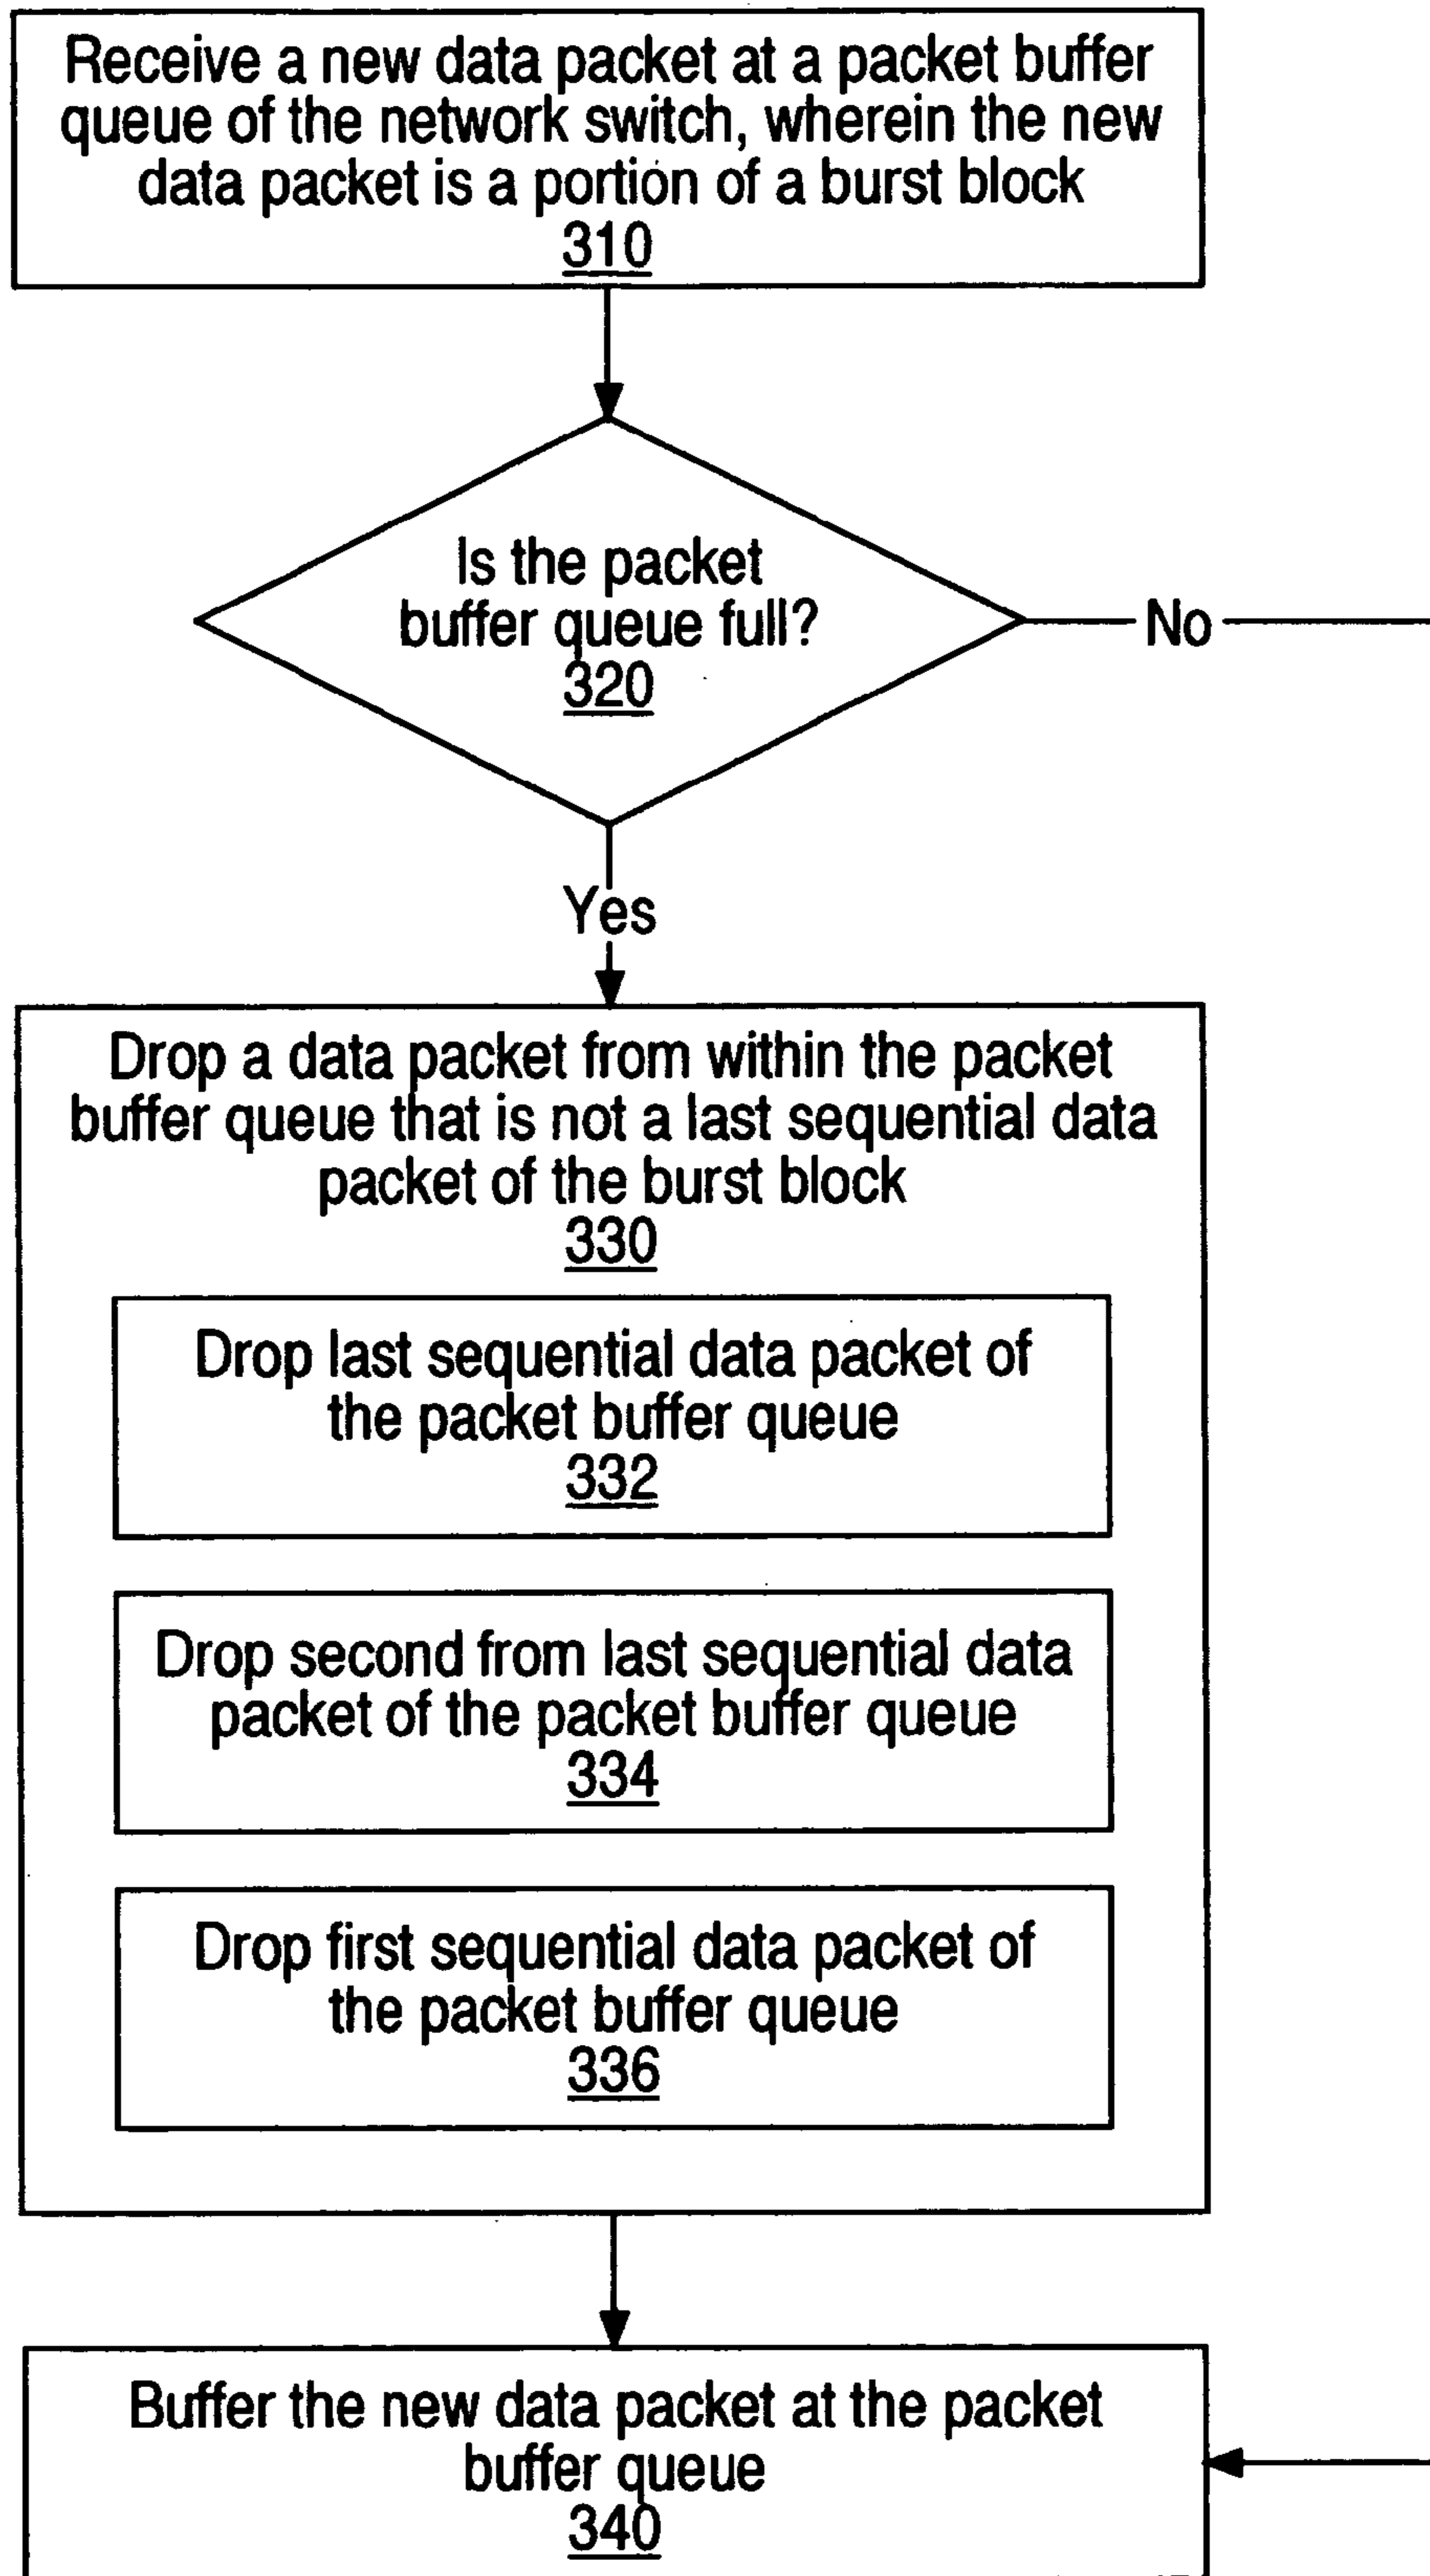 Receive a new data packet at a packet buffer
queue of the network switch, wherein the new
data packet is a portion of a burst block
310
Is the packet
buffer queue full?
320
No
Yes
Drop a data packet from within the packet
buffer queue that is not a last sequential data
packet of the burst block
330
Drop last sequential data packet of
the packet buffer queue
332
Drop second from last sequential data
packet of the packet buffer queue
334
Drop first sequential data packet of
the packet buffer queue
336
Buffer the new data packet at the packet
buffer queue
340